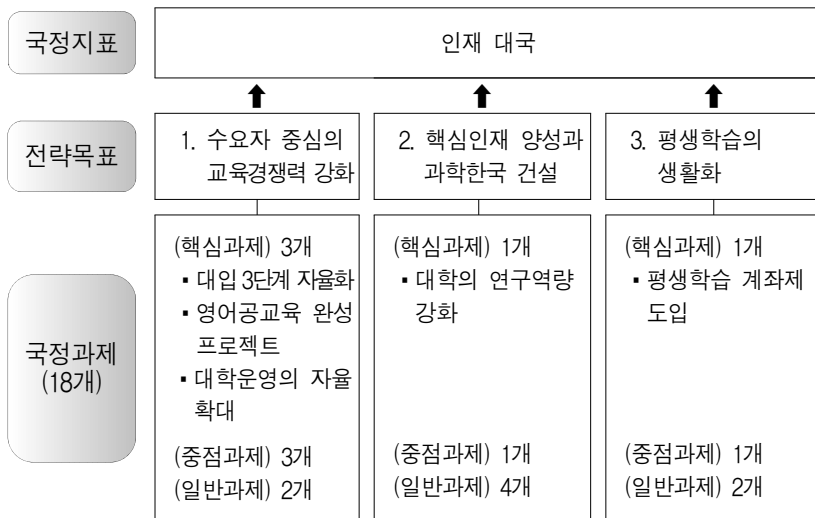 국정지표
인재 대국
전략목표
1. 수요자 중심의
교육경쟁력 강화
2. 핵심인재 양성과
과학한국 건설
3. 평생학습의
생활화
국정과제
(18개)
(핵심과제) 3개
▪ 대입 3단계 자율화
▪ 영어공교육 완성
프로젝트
▪ 대학운영의 자율
확대
(중점과제) 3개
(일반과제) 2개
(핵심과제) 1개
▪ 대학의 연구역량
강화
(중점과제) 1개
(일반과제) 4개
(핵심과제) 1개
▪ 평생학습 계좌제
도입
(중점과제) 1개
(일반과제) 2개